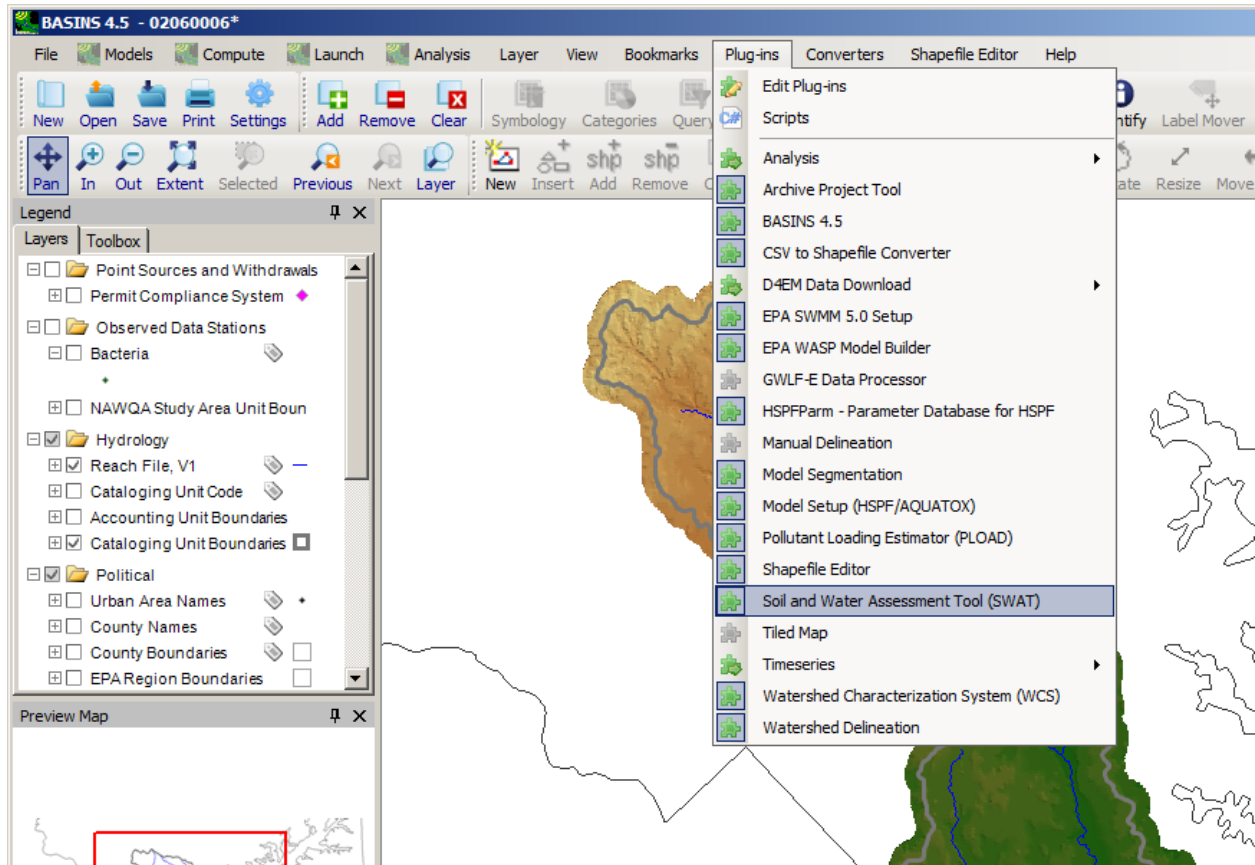 BASINS 4.5 - 02060006*
File Models Compute Launch Analysis Layer View Bookmarks Plug-ins Converters Shapefile Editor Help
New Open Save Print Settings Add Remove Clear Symbology Categories Label Mover
Pan In Out Extent Selected Previous Next Layer New Insert Add Remove Resize Move
shp shp
Legend
Layers Toolbox
Point Sources and Withdrawals
Permit Compliance System
Observed Data Stations
Bacteria
NAWQA Study Area Unit Boun
Hydrology
Reach File, V1
Cataloging Unit Code
Accounting Unit Boundaries
Cataloging Unit Boundaries
Political
Urban Area Names
County Names
County Boundaries
EPA Region Boundaries
Preview Map
Edit Plug-ins
C# Scripts
Analysis
Archive Project Tool
BASINS 4.5
CSV to Shapefile Converter
D4EM Data Download
EPA SWMM 5.0 Setup
EPA WASP Model Builder
GWLF-E Data Processor
HSPFParm - Parameter Database for HSPF
Manual Delineation
Model Segmentation
Model Setup (HSPF/AQUATOX)
Pollutant Loading Estimator (PLOAD)
Shapefile Editor
Soil and Water Assessment Tool (SWAT)
Tiled Map
Timeseries
Watershed Characterization System (WCS)
Watershed Delineation